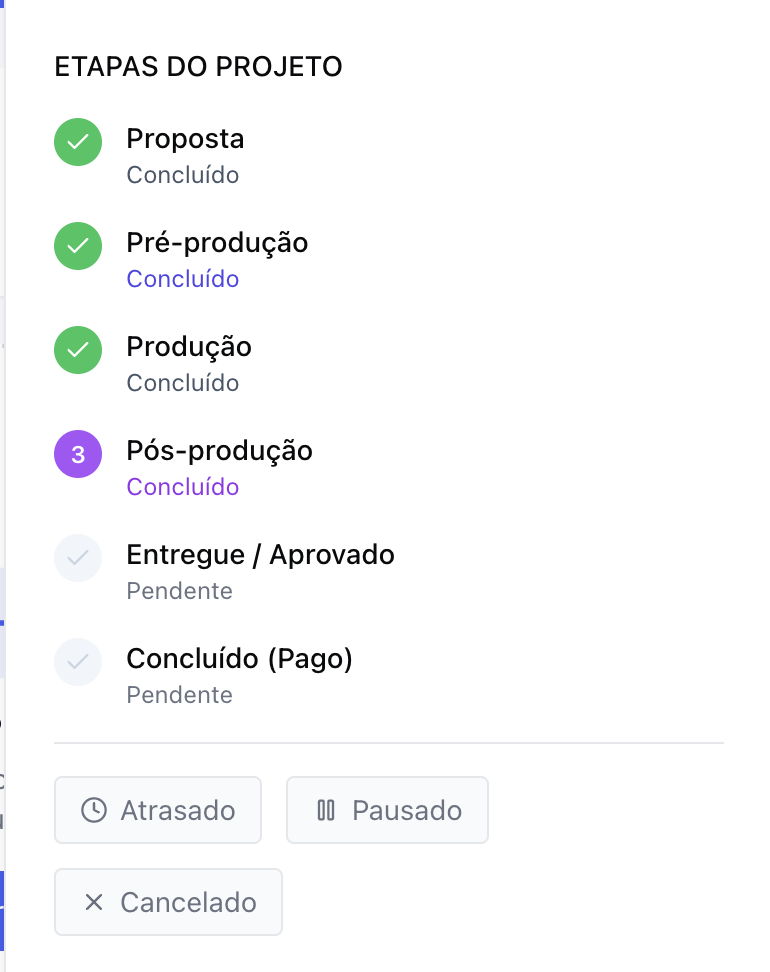 ETAPAS DO PROJETO
Proposta
Concluído
Pré-produção
Concluído
Produção
Concluído
3
Pós-produção
Concluído
Entregue / Aprovado
Pendente
Concluído (Pago)
Pendente
Atrasado
Pausado
Cancelado